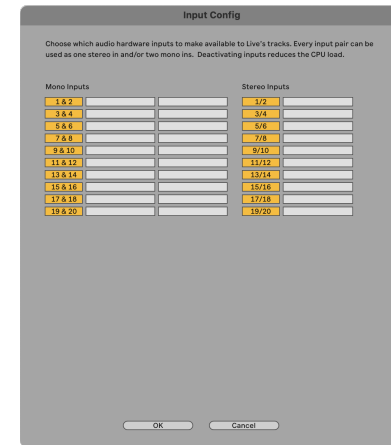 Input Config
Choose which audio hardware inputs to make available to Live's tracks. Every input pair can be
used as one stereo in and/or two mono ins.  Deactivating inputs reduces the CPU load.
Mono Inputs
Stereo Inputs
1 & 2
1/2
3 & 4
3/4
5 & 6
5/6
7 & 8
7/8
9 & 10
9/10
11 & 12
11/12
13 & 14
13/14
15 & 16
15/16
17 & 18
17/18
19 & 20
19/20
OK
Cancel